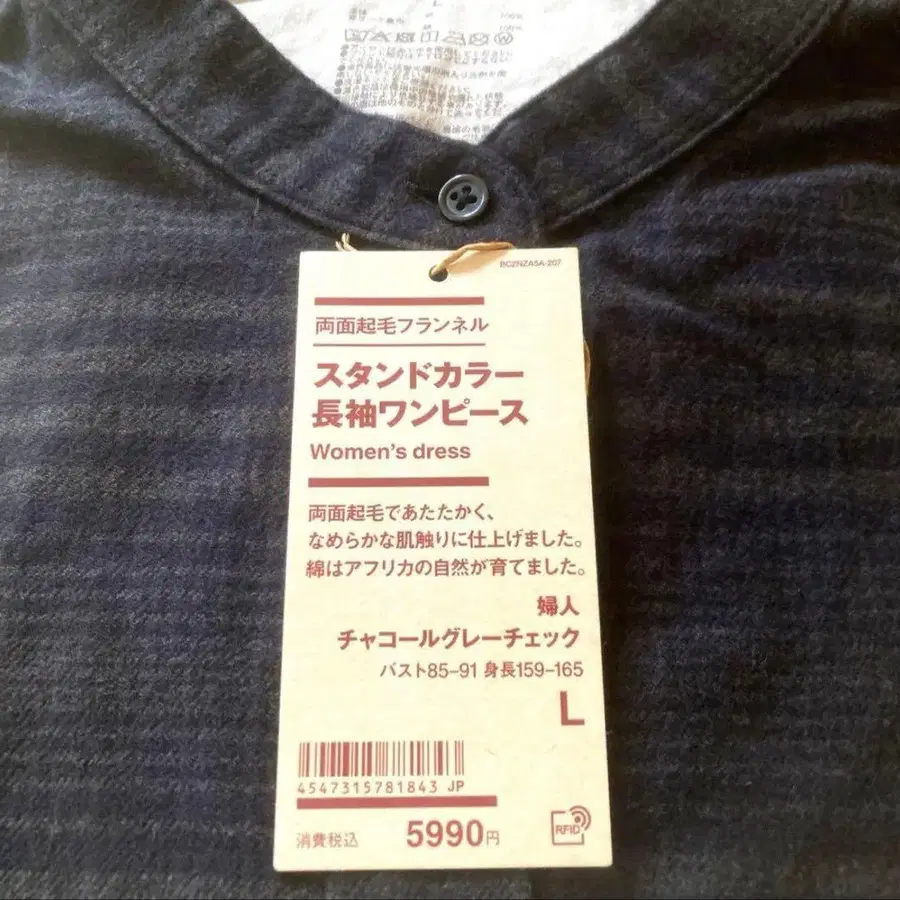 L
100%
100%
BC2NZA5A-207
両面起毛フランネル
スタンドカラー
長袖ワンピース
Women's dress
両面起毛であたたかく、
なめらかな肌触りに仕上げました。
綿はアフリカの自然が育てました。
婦人
チャコールグレーチェック
バスト85-91 身長159-165
L
4547315781843 JP
消費税込 5990円
RFID